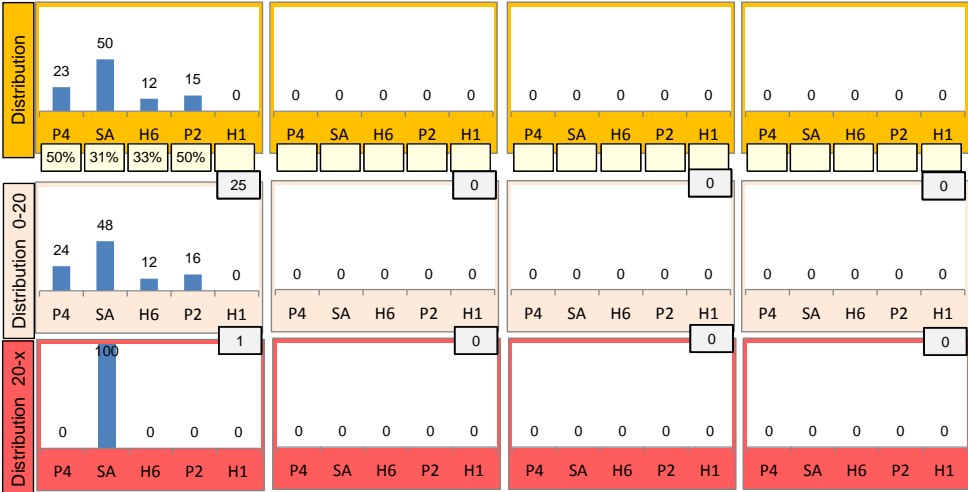 Distribution
23 50 12 15 0
P4 SA H6 P2 H1
50% 31% 33% 50%
0 0 0 0 0
P4 SA H6 P2 H1
0 0 0 0 0
P4 SA H6 P2 H1
0 0 0 0 0
P4 SA H6 P2 H1
Distribution 0-20
25
24 48 12 16 0
P4 SA H6 P2 H1
0
0 0 0 0 0
P4 SA H6 P2 H1
0
0 0 0 0 0
P4 SA H6 P2 H1
0
0 0 0 0 0
P4 SA H6 P2 H1
Distribution 20-x
1
0 100 0 0 0
P4 SA H6 P2 H1
0
0 0 0 0 0
P4 SA H6 P2 H1
0
0 0 0 0 0
P4 SA H6 P2 H1
0
0 0 0 0 0
P4 SA H6 P2 H1